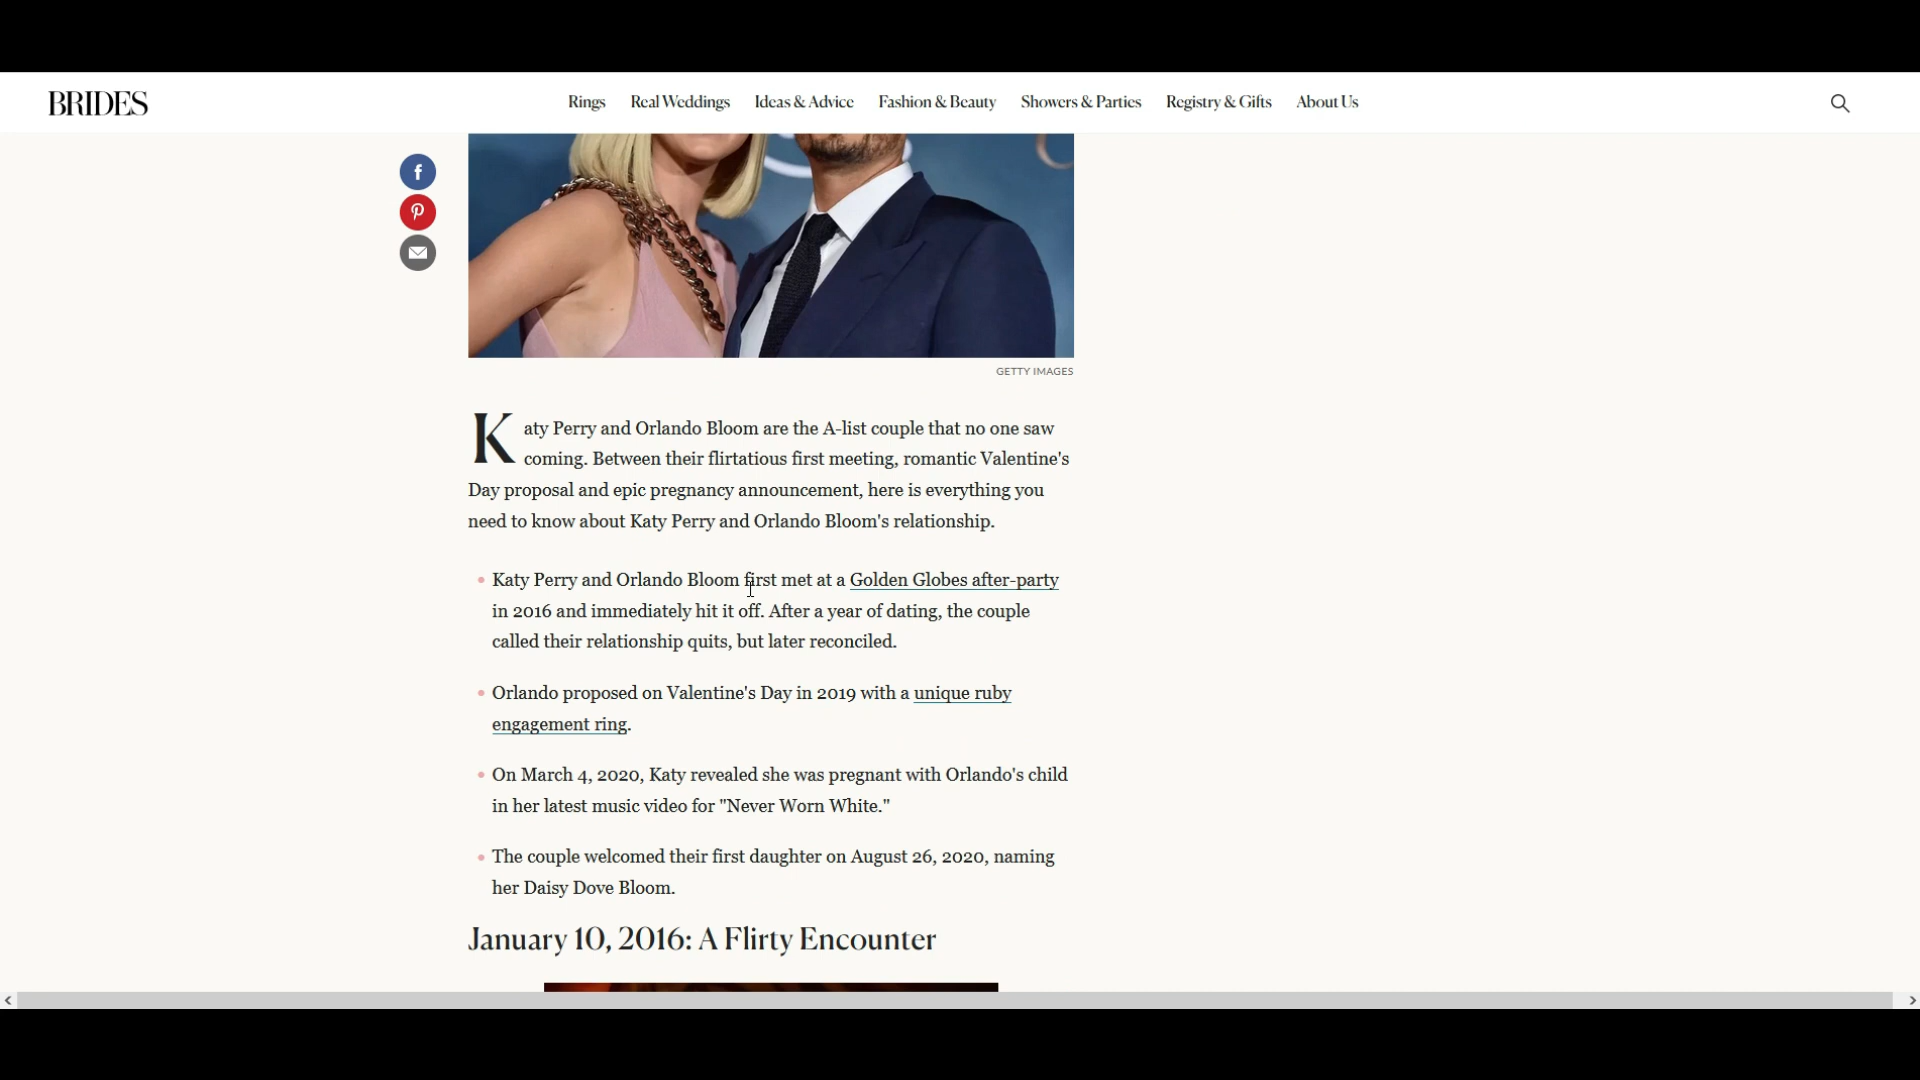 BRIDES
Rings Real Weddings Ideas & Advice Fashion & Beauty Showers & Parties Registry & Gifts About Us
GETTY IMAGES
Katy Perry and Orlando Bloom are the A-list couple that no one saw
coming. Between their flirtatious first meeting, romantic Valentine's
Day proposal and epic pregnancy announcement, here is everything you
need to know about Katy Perry and Orlando Bloom's relationship.
Katy Perry and Orlando Bloom first met at a Golden Globes after-party
in 2016 and immediately hit it off. After a year of dating, the couple
called their relationship quits, but later reconciled.
Orlando proposed on Valentine's Day in 2019 with a unique ruby
engagement ring.
On March 4, 2020, Katy revealed she was pregnant with Orlando's child
in her latest music video for "Never Worn White."
The couple welcomed their first daughter on August 26, 2020, naming
her Daisy Dove Bloom.
January 10, 2016: A Flirty Encounter